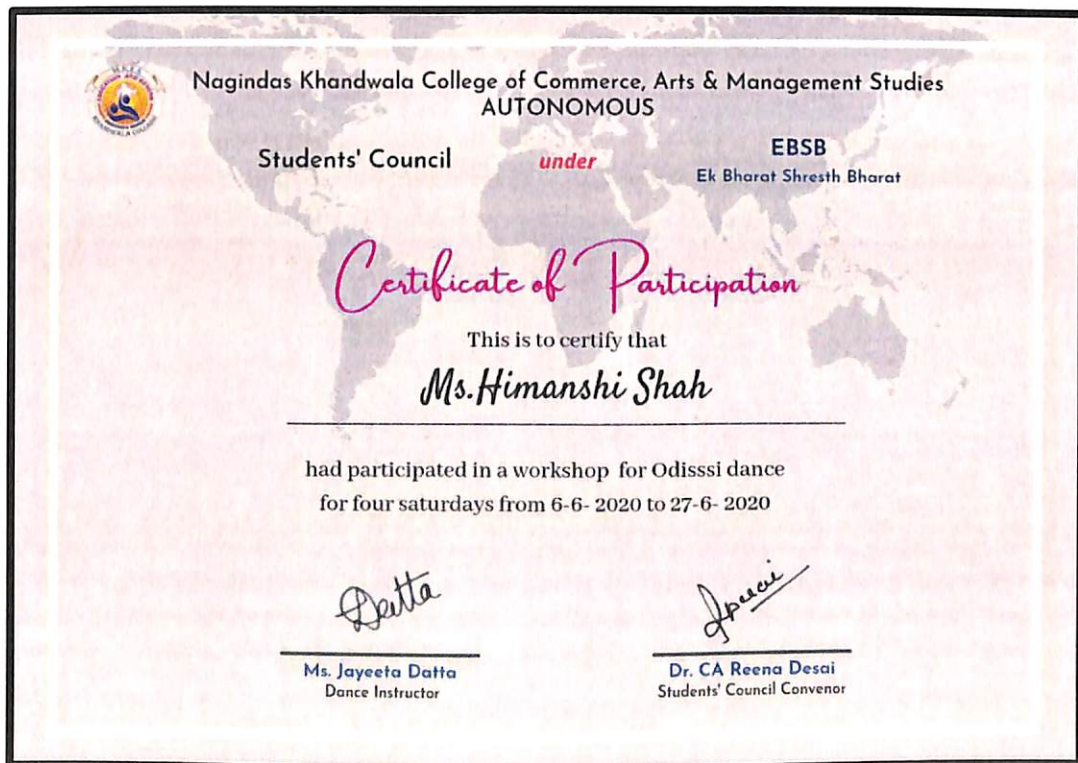 Nagindas Khandwala College of Commerce, Arts & Management Studies
AUTONOMOUS
Students' Council under EBSB
Ek Bharat Shresth Bharat
Certificate of Participation
This is to certify that
Ms.Himanshi Shah
had participated in a workshop for Odisssi dance
for four saturdays from 6-6- 2020 to 27-6- 2020
Datta
Ms. Jayeeta Datta
Dance Instructor
Dr. CA Reena Desai
Students' Council Convenor